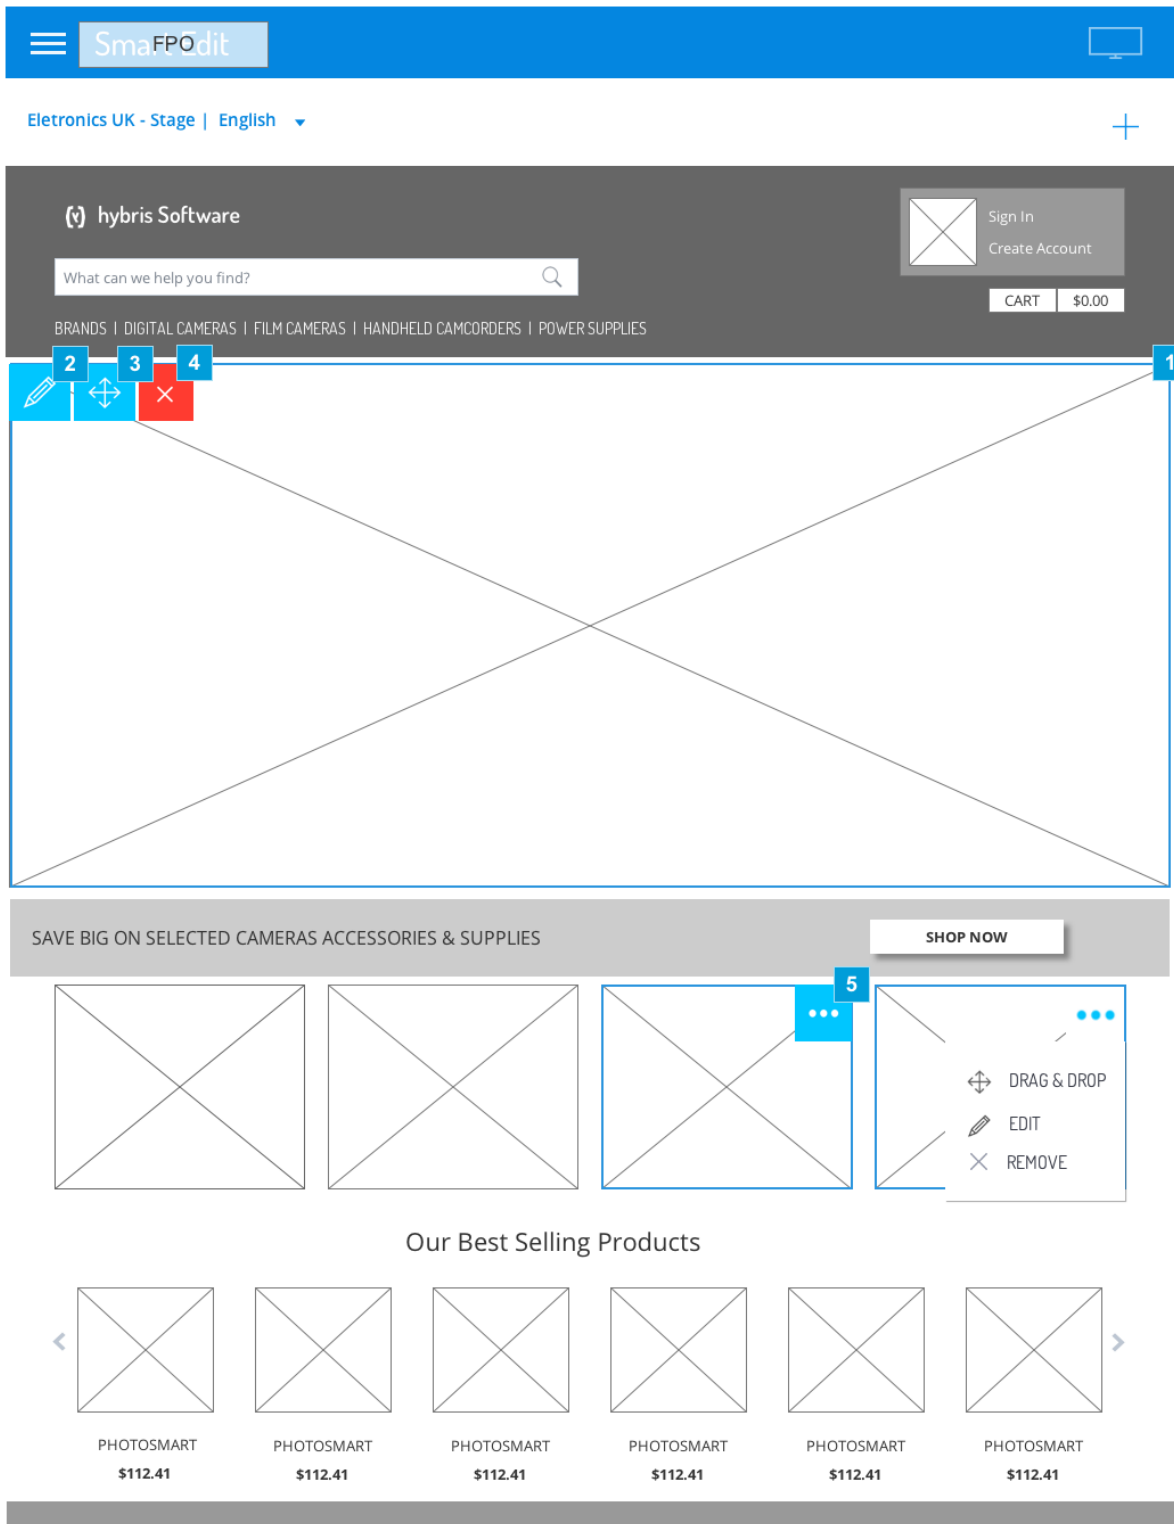 Smart Edit
FPO
Eletronics UK - Stage | English
hybris Software
Sign In
Create Account
What can we help you find?
CART $0.00
BRANDS | DIGITAL CAMERAS | FILM CAMERAS | HANDHELD CAMCORDERS | POWER SUPPLIES
2 3 4 1
SAVE BIG ON SELECTED CAMERAS ACCESSORIES & SUPPLIES SHOP NOW
5
DRAG & DROP
EDIT
REMOVE
Our Best Selling Products
PHOTOSMART PHOTOSMART PHOTOSMART PHOTOSMART PHOTOSMART PHOTOSMART
$112.41 $112.41 $112.41 $112.41 $112.41 $112.41